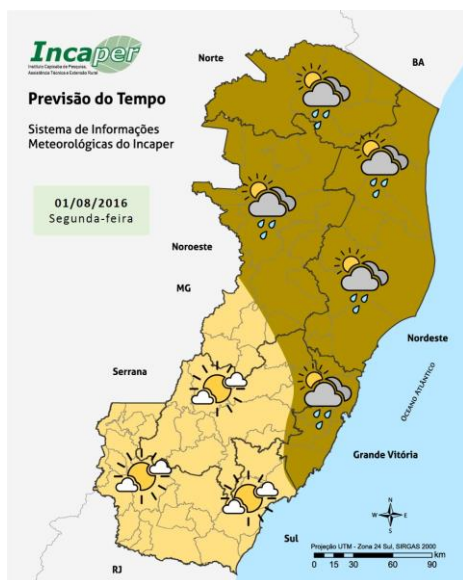 Incaper
Instituto Capixaba de Pesquisa,
Assistência Técnica e Extensão Rural
Previsão do Tempo
Sistema de Informações
Meteorológicas do Incaper
01/08/2016
Segunda-feira
Norte
BA
Noroeste
MG
Nordeste
Serrana
OCEANO ATLÂNTICO
Grande Vitória
Sul
RJ
N
W
E
S
Projeção UTM - Zona 24 Sul, SIRGAS 2000
km
0 15 30 60 90